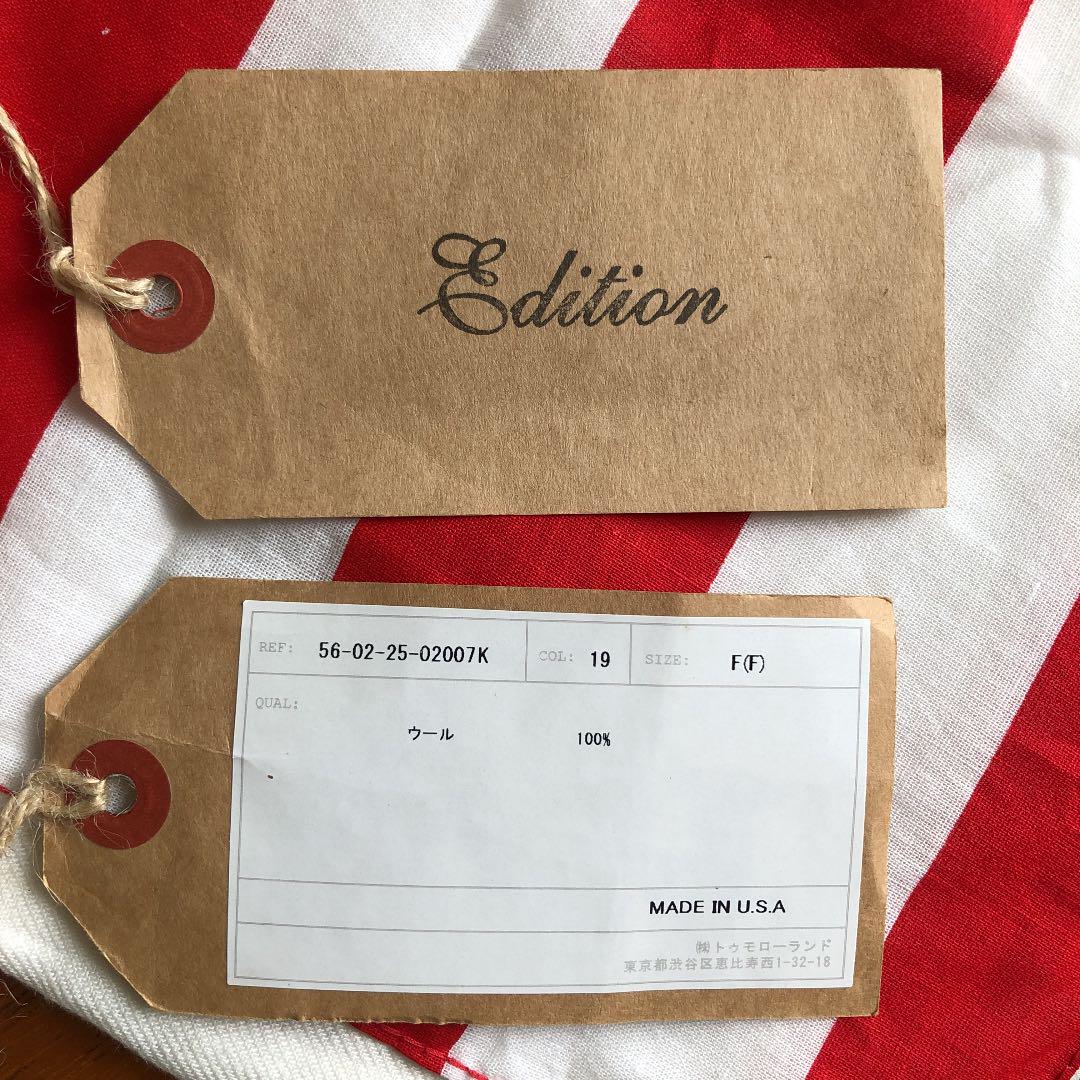 Edition
REF: 56-02-25-02007K COL: 19 SIZE: F(F)
QUAL:
ウール 100%
MADE IN U.S.A
㈱トゥモローランド
東京都渋谷区恵比寿西1-32-18